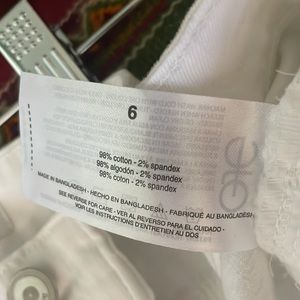 6
98% cotton - 2% spandex
98% algodón - 2% spandex
98% coton - 2% spandex
MADE IN BANGLADESH - HECHO EN BANGLADESH - FABRIQUÉ AU BANGLADESH
SEE REVERSE FOR CARE - VER AL REVERSO PARA EL CUIDADO -
VOIR LES INSTRUCTIONS D'ENTRETIEN AU DOS